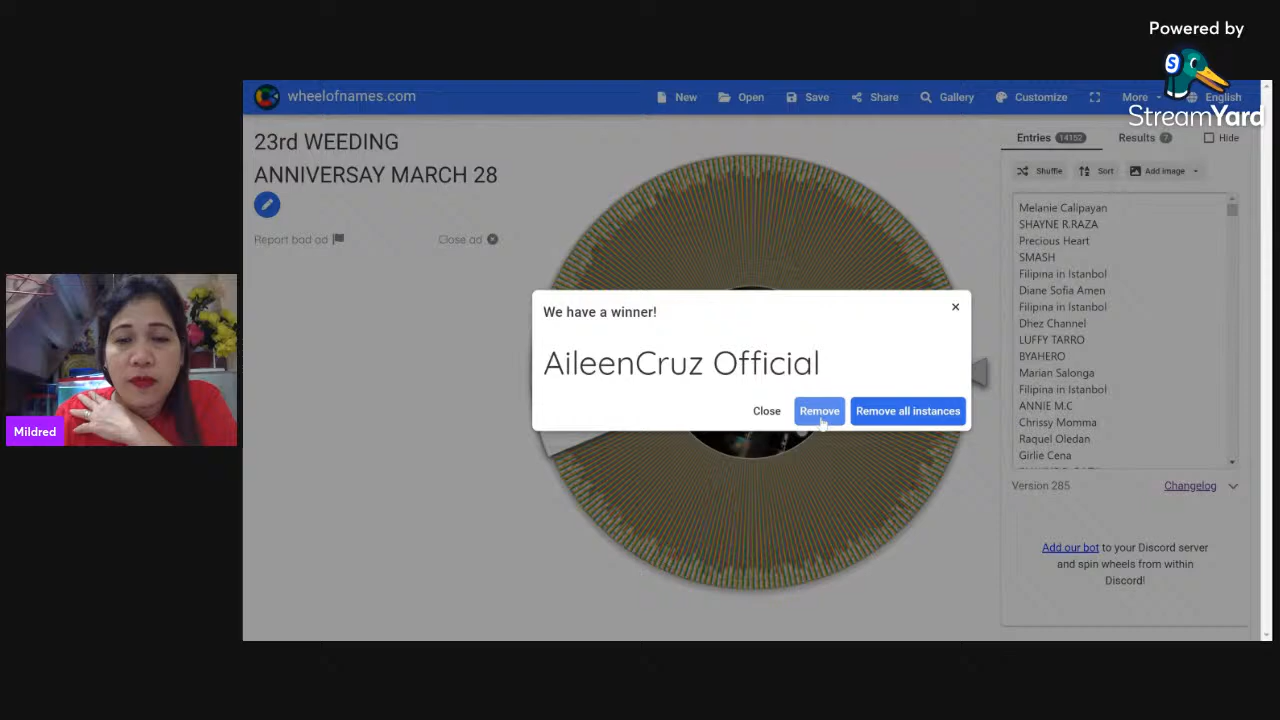 Powered by
StreamYard
wheelofnames.com
New
Open
Save
Share
Gallery
Customize
More
English
23rd WEEDING
ANNIVERSAY MARCH 28
Report bad ad
Close ad
Entries 14152
Results 7
Hide
Shuffle
Sort
Add image
Melanie Calipayan
SHAYNE R.RAZA
Precious Heart
SMASH
Filipina in Istanbol
Diane Sofia Amen
Filipina in Istanbol
Dhez Channel
LUFFY TARRO
BYAHERO
Marian Salonga
Filipina in Istanbol
ANNIE M.C
Chrissy Momma
Raquel Oledan
Girlie Cena
We have a winner!
AileenCruz Official
Close
Remove
Remove all instances
Version 285
Changelog
Add our bot to your Discord server
and spin wheels from within
Discord!
Mildred